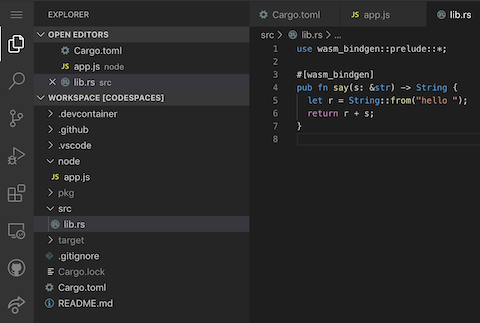 EXPLORER
OPEN EDITORS
Cargo.toml
JS app.js node
lib.rs src
WORKSPACE [CODESPACES]
.devcontainer
.github
.vscode
node
JS app.js
pkg
src
lib.rs
target
.gitignore
Cargo.lock
Cargo.toml
README.md
Cargo.toml JS app.js lib.rs
src > lib.rs > ...
1 use wasm_bindgen::prelude::*;
2
3 #[wasm_bindgen]
4 pub fn say(s: &str) -> String {
5 let r = String::from("hello ");
6 return r + s;
7 }
8